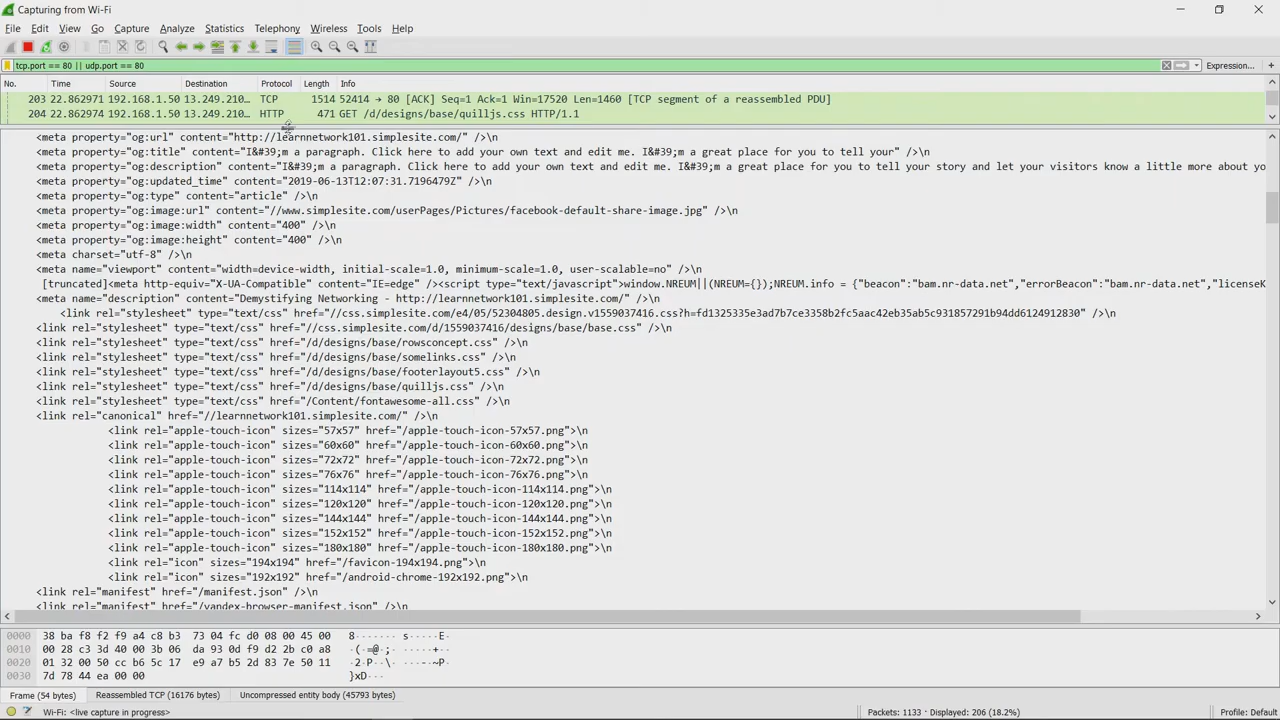 Capturing from Wi-Fi
File Edit View Go Capture Analyze Statistics Telephony Wireless Tools Help
tcp.port == 80 || udp.port == 80 Expression... +
No. Time Source Destination Protocol Length Info
203 22.862971 192.168.1.50 13.249.210... TCP 1514 52414 → 80 [ACK] Seq=1 Ack=1 Win=17520 Len=1460 [TCP segment of a reassembled PDU]
204 22.862974 192.168.1.50 13.249.210... HTTP 471 GET /d/designs/base/quilljs.css HTTP/1.1
<meta property="og:url" content="http://learnnetwork101.simplesite.com/" />\n
<meta property="og:title" content="I&#39;m a paragraph. Click here to add your own text and edit me. I&#39;m a great place for you to tell your" />\n
<meta property="og:description" content="I&#39;m a paragraph. Click here to add your own text and edit me. I&#39;m a great place for you to tell your story and let your visitors know a little more about yo
<meta property="og:updated_time" content="2019-06-13T12:07:31.7196479Z" />\n
<meta property="og:type" content="article" />\n
<meta property="og:image:url" content="//www.simplesite.com/userPages/Pictures/facebook-default-share-image.jpg" />\n
<meta property="og:image:width" content="400" />\n
<meta property="og:image:height" content="400" />\n
<meta charset="utf-8" />\n
<meta name="viewport" content="width=device-width, initial-scale=1.0, minimum-scale=1.0, user-scalable=no" />\n
[truncated]<meta http-equiv="X-UA-Compatible" content="IE=edge" /><script type="text/javascript">window.NREUM||(NREUM={});NREUM.info = {"beacon":"bam.nr-data.net","errorBeacon":"bam.nr-data.net","licenseK
<meta name="description" content="Demystifying Networking - http://learnnetwork101.simplesite.com/" />\n
<link rel="stylesheet" type="text/css" href="//css.simplesite.com/e4/05/52304805.design.v1559037416.css?h=fd1325335e3ad7b7ce3358b2fc5aac42eb35ab5c931857291b94dd6124912830" />\n
<link rel="stylesheet" type="text/css" href="//css.simplesite.com/d/1559037416/designs/base/base.css" />\n
<link rel="stylesheet" type="text/css" href="/d/designs/base/rowsconcept.css" />\n
<link rel="stylesheet" type="text/css" href="/d/designs/base/somelinks.css" />\n
<link rel="stylesheet" type="text/css" href="/d/designs/base/footerlayout5.css" />\n
<link rel="stylesheet" type="text/css" href="/d/designs/base/quilljs.css" />\n
<link rel="stylesheet" type="text/css" href="/Content/fontawesome-all.css" />\n
<link rel="canonical" href="//learnnetwork101.simplesite.com/" />\n
<link rel="apple-touch-icon" sizes="57x57" href="/apple-touch-icon-57x57.png">\n
<link rel="apple-touch-icon" sizes="60x60" href="/apple-touch-icon-60x60.png">\n
<link rel="apple-touch-icon" sizes="72x72" href="/apple-touch-icon-72x72.png">\n
<link rel="apple-touch-icon" sizes="76x76" href="/apple-touch-icon-76x76.png">\n
<link rel="apple-touch-icon" sizes="114x114" href="/apple-touch-icon-114x114.png">\n
<link rel="apple-touch-icon" sizes="120x120" href="/apple-touch-icon-120x120.png">\n
<link rel="apple-touch-icon" sizes="144x144" href="/apple-touch-icon-144x144.png">\n
<link rel="apple-touch-icon" sizes="152x152" href="/apple-touch-icon-152x152.png">\n
<link rel="apple-touch-icon" sizes="180x180" href="/apple-touch-icon-180x180.png">\n
<link rel="icon" sizes="194x194" href="/favicon-194x194.png">\n
<link rel="icon" sizes="192x192" href="/android-chrome-192x192.png">\n
<link rel="manifest" href="/manifest.json" />\n
<link rel="manifest" href="/yandex-browser-manifest.json" />\n
0000 38 ba f8 f2 f9 a4 c8 b3 73 04 fc d0 08 00 45 00 8······· s·····E·
0010 00 28 c3 3d 40 00 3b 06 da 93 0d f9 d2 2b c0 a8 ·(·=@·;· ·····+··
0020 01 32 00 50 cc b6 5c 17 e9 a7 b5 2d 83 7e 50 11 ·2·P··\· ···-·~P·
0030 7d 78 44 ea 00 00 }xD···
Frame (54 bytes) Reassembled TCP (16176 bytes) Uncompressed entity body (45793 bytes)
Wi-Fi: <live capture in progress> Packets: 1133 · Displayed: 206 (18.2%) Profile: Default